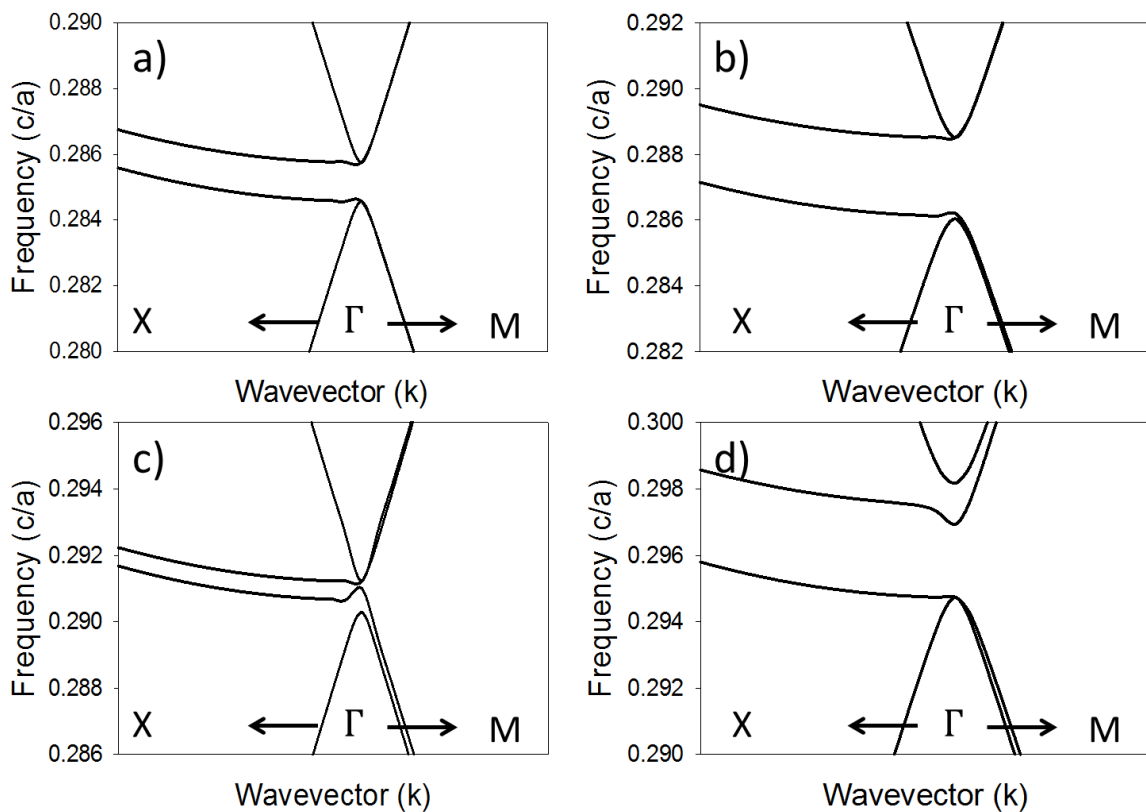 a)
Frequency (c/a)
0.290
0.288
0.286
0.284
0.282
0.280
X Γ M
Wavevector (k)
b)
Frequency (c/a)
0.292
0.290
0.288
0.286
0.284
0.282
X Γ M
Wavevector (k)
c)
Frequency (c/a)
0.296
0.294
0.292
0.290
0.288
0.286
X Γ M
Wavevector (k)
d)
Frequency (c/a)
0.300
0.298
0.296
0.294
0.292
0.290
X Γ M
Wavevector (k)